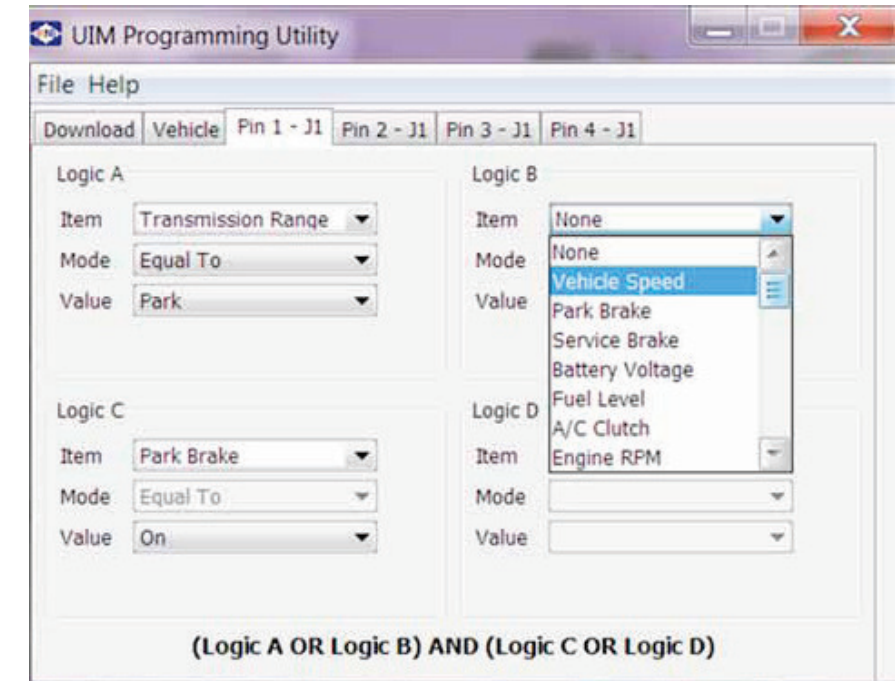 UIM Programming Utility
File Help
Download Vehicle Pin 1 - J1 Pin 2 - J1 Pin 3 - J1 Pin 4 - J1
Logic A
Item Transmission Range
Mode Equal To
Value Park
Logic B
Item None
Mode
Value
None
Vehicle Speed
Park Brake
Service Brake
Battery Voltage
Fuel Level
A/C Clutch
Engine RPM
Logic C
Item Park Brake
Mode Equal To
Value On
Logic D
Item
Mode
Value
(Logic A OR Logic B) AND (Logic C OR Logic D)